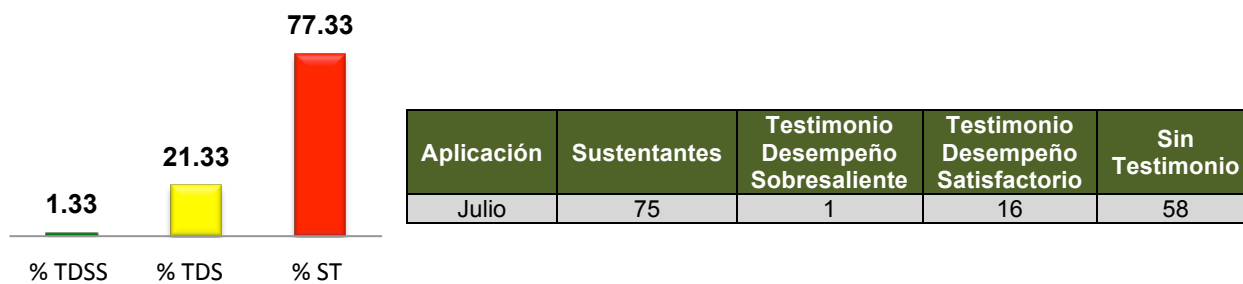 77.33
21.33
1.33
% TDSS % TDS % ST
Aplicación Sustentantes Testimonio Desempeño Sobresaliente Testimonio Desempeño Satisfactorio Sin Testimonio
Julio 75 1 16 58